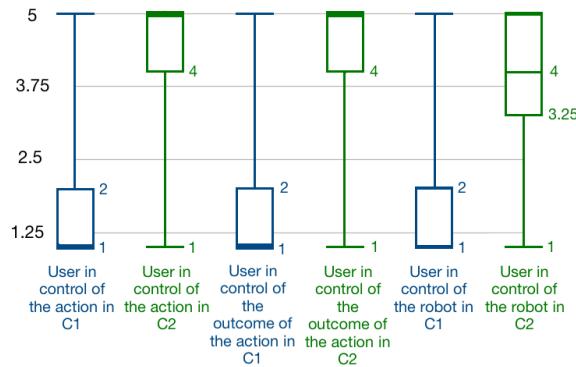 5
4
4
4
3.75
3.25
2.5
2
2
2
1.25
1
1
1
1
1
1
User in
control of
the action in
C1
User in
control of
the action in
C2
User in
control of
the
outcome of
the action in
C1
User in
control of
the
outcome of
the action in
C2
User in
control of
the robot in
C1
User in
control of
the robot in
C2